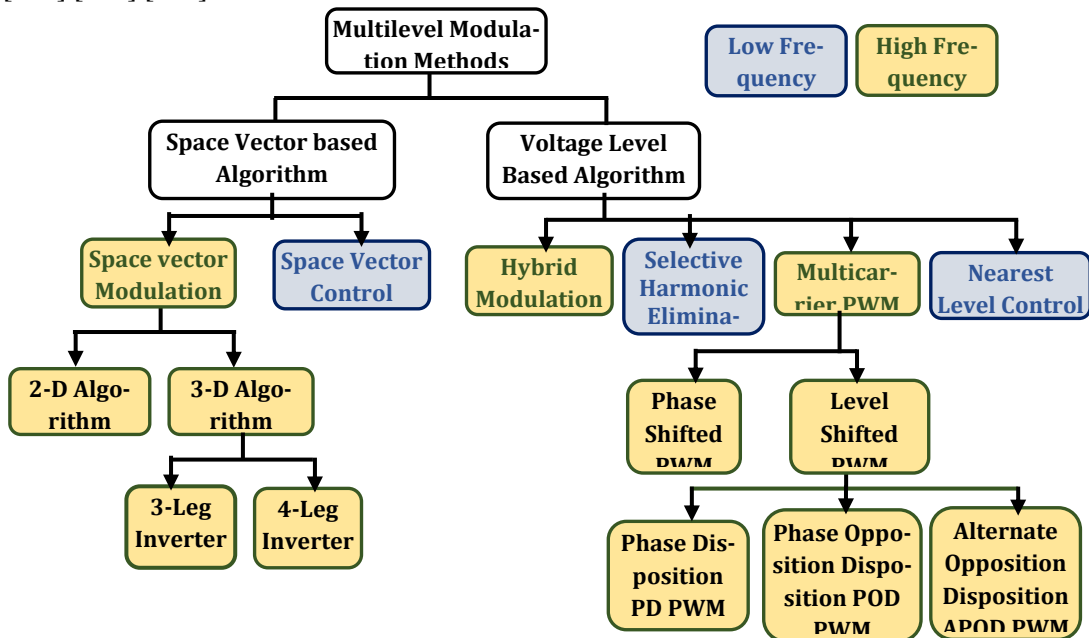 Multilevel Modula-
tion Methods
Low Fre-
quency
High Fre-
quency
Space Vector based
Algorithm
Voltage Level
Based Algorithm
Space vector
Modulation
Space Vector
Control
Hybrid
Modulation
Selective
Harmonic
Elimina-
Multicar-
rier PWM
Nearest
Level Control
2-D Algo-
rithm
3-D Algo-
rithm
Phase
Shifted
PWM
Level
Shifted
PWM
3-Leg
Inverter
4-Leg
Inverter
Phase Dis-
position
PD PWM
Phase Oppo-
sition Dispo-
sition POD
PWM
Alternate
Opposition
Disposition
APOD PWM